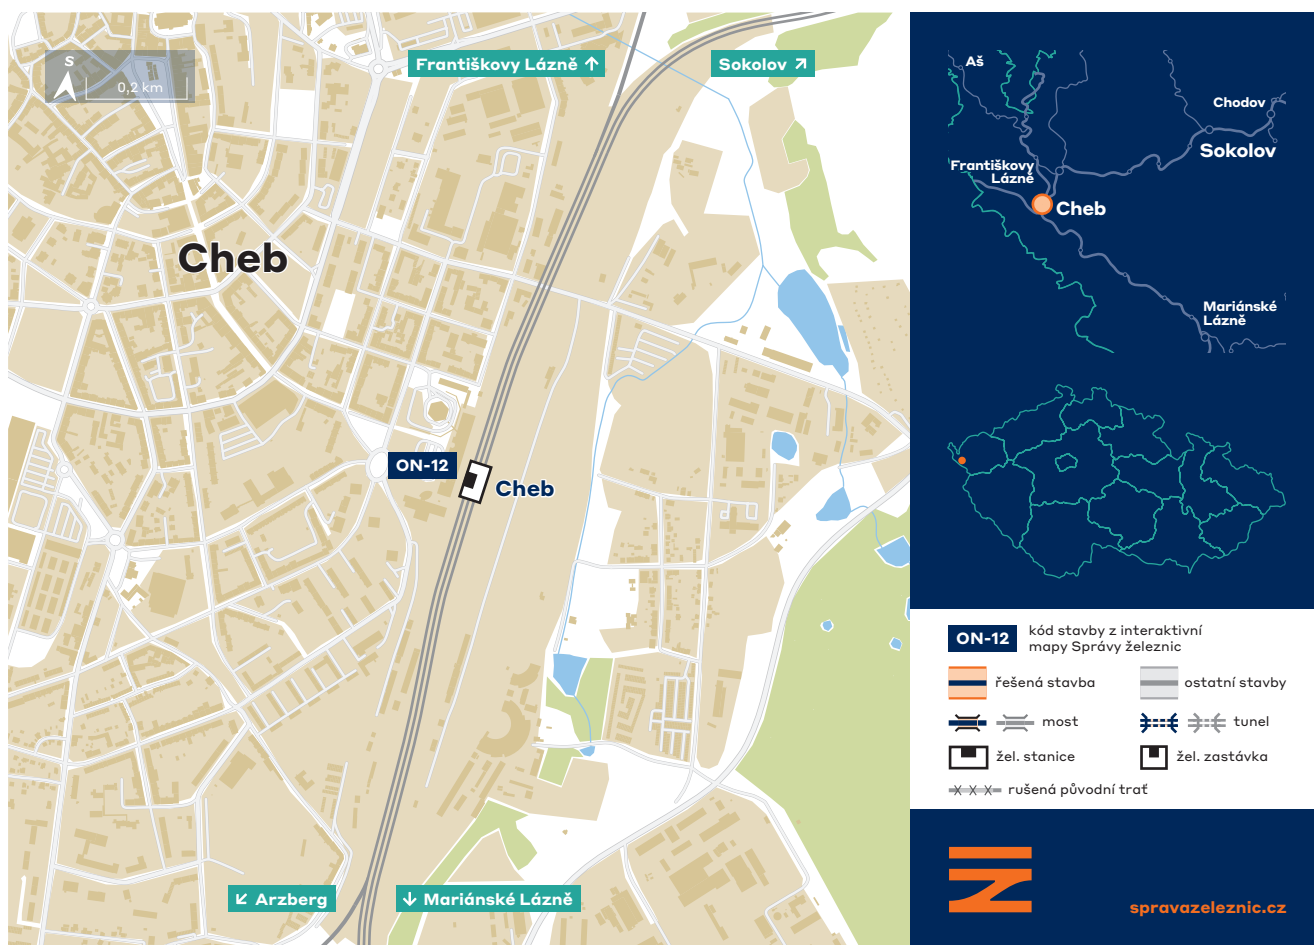 S
0,2 km
Františkovy Lázně ↑
Sokolov ↗
Cheb
ON-12
Cheb
↙ Arzberg
↓ Mariánské Lázně
Aš
Chodov
Sokolov
Františkovy
Lázně
Cheb
Mariánské
Lázně
ON-12
kód stavby z interaktivní
mapy Správy železnic
řešená stavba
ostatní stavby
most
tunel
žel. stanice
žel. zastávka
rušená původní trať
spravazeleznic.cz